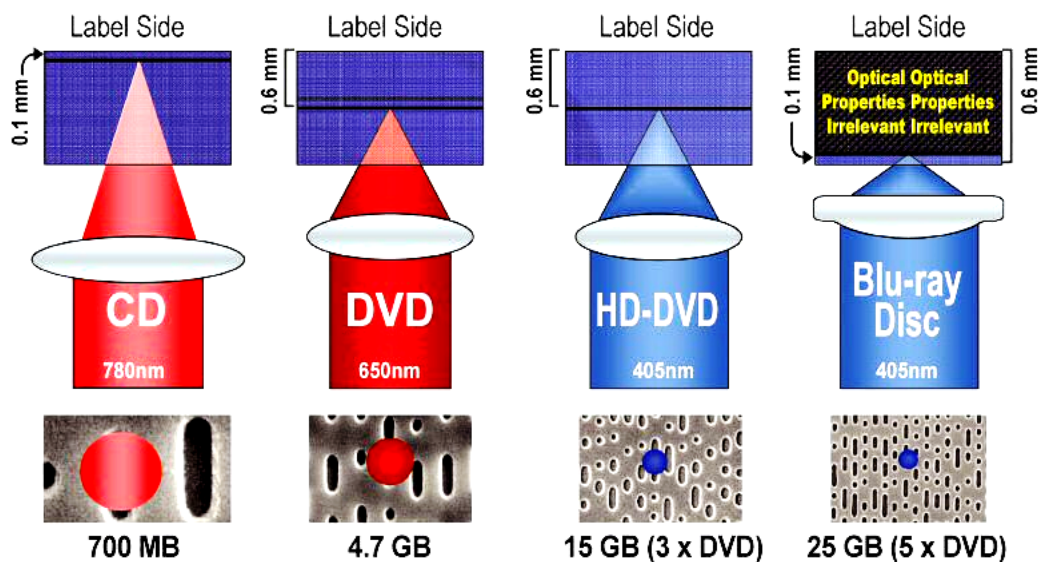 Label Side
Label Side
Label Side
Label Side
0.1 mm
0.6 mm
0.6 mm
0.1 mm
Optical Optical
Properties Properties
Irrelevant Irrelevant
0.6 mm
CD
780nm
DVD
650nm
HD-DVD
405nm
Blu-ray
Disc
405nm
700 MB
4.7 GB
15 GB (3 x DVD)
25 GB (5 x DVD)